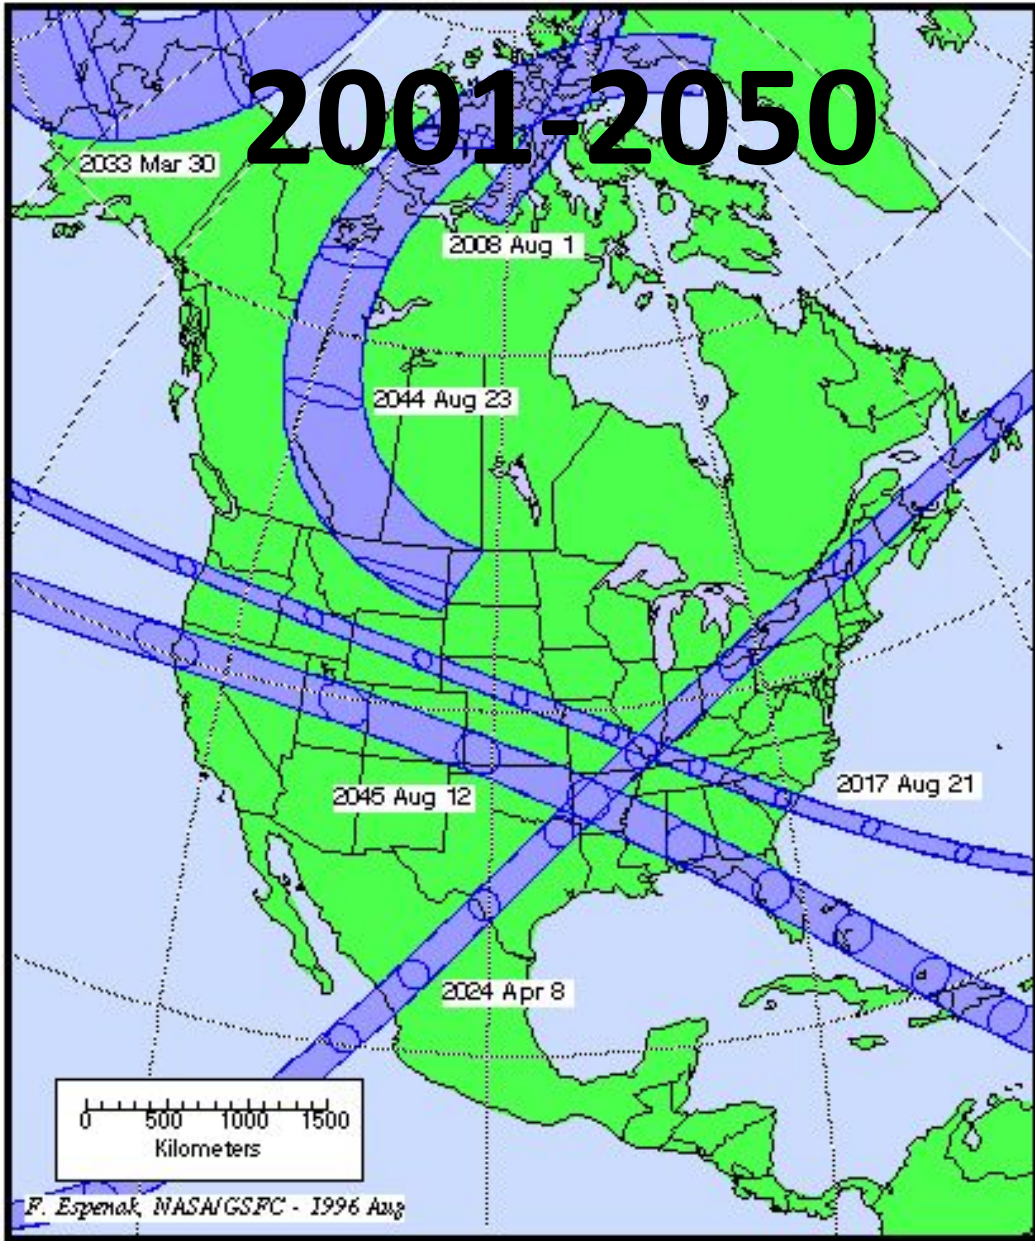 2001-2050
2033 Mar 30
2008 Aug 1
2044 Aug 23
2017 Aug 21
2045 Aug 12
2024 Apr 8
0 500 1000 1500
Kilometers
F. Espenak, NASA/GSFC - 1996 Aug